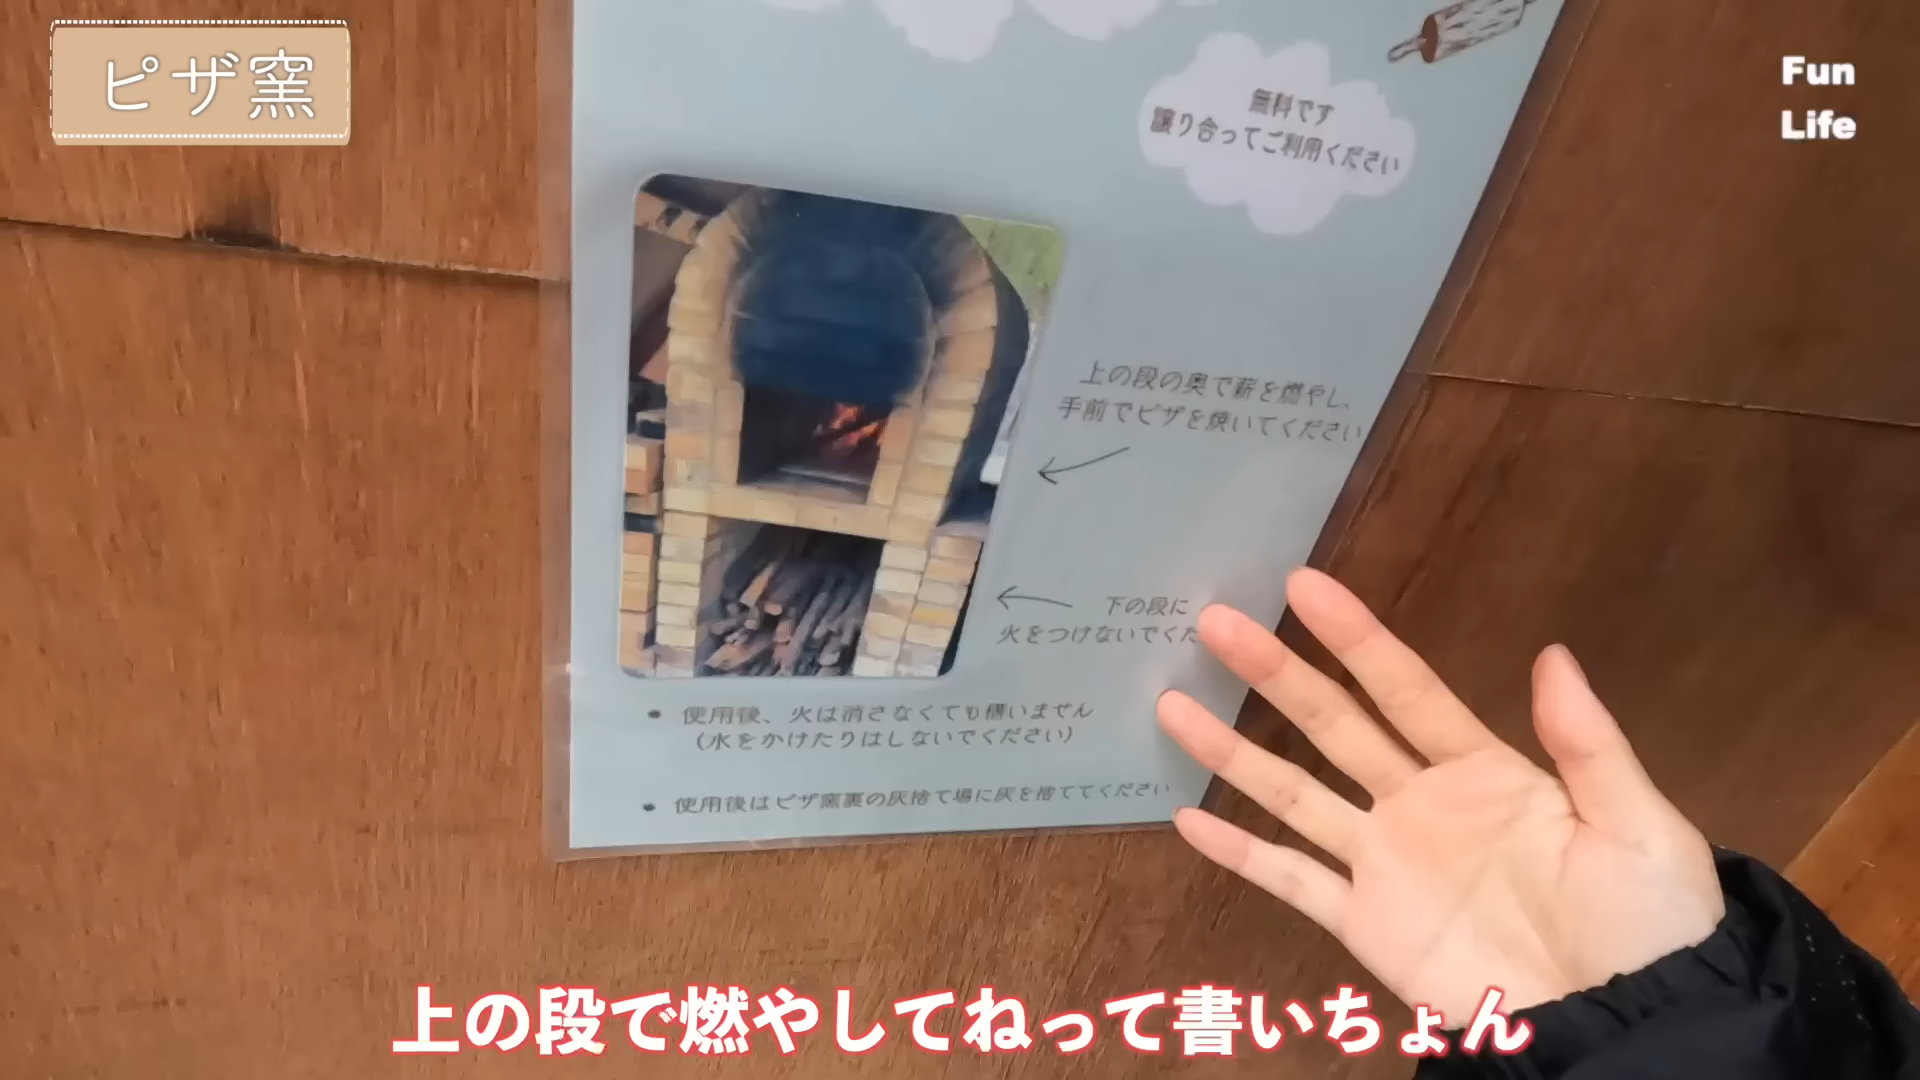 ピザ窯
Fun
Life
無料です
譲り合ってご利用ください
上の段の奥で薪を燃やし、
手前でピザを焼いてください
下の段に
火をつけないでくだ
• 使用後、火は消さなくても構いません
(水をかけたりはしないでください)
• 使用後はピザ窯裏の灰捨て場に灰を捨ててください
上の段で燃やしてねって書いちょん